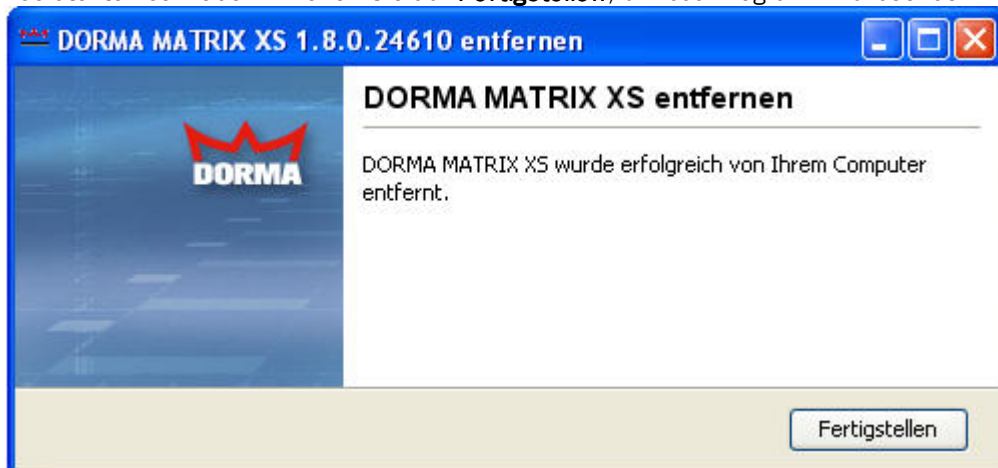 Fertigstellen,
DORMA MATRIX XS 1.8.0.24610 entfernen
DORMA
DORMA MATRIX XS entfernen
DORMA MATRIX XS wurde erfolgreich von Ihrem Computer
entfernt.
Fertigstellen